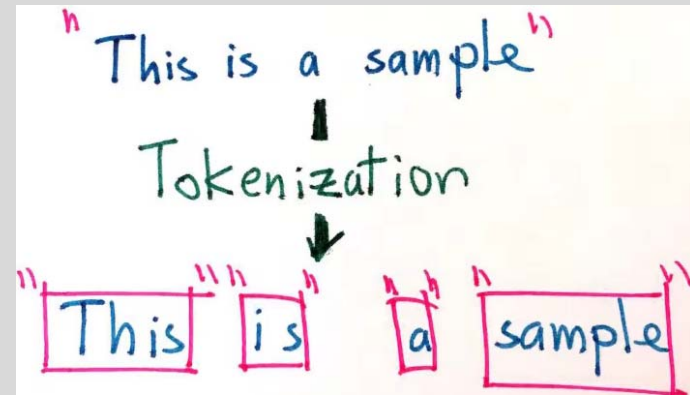 "This is a sample"
Tokenization
"This" "is" "a" "sample"